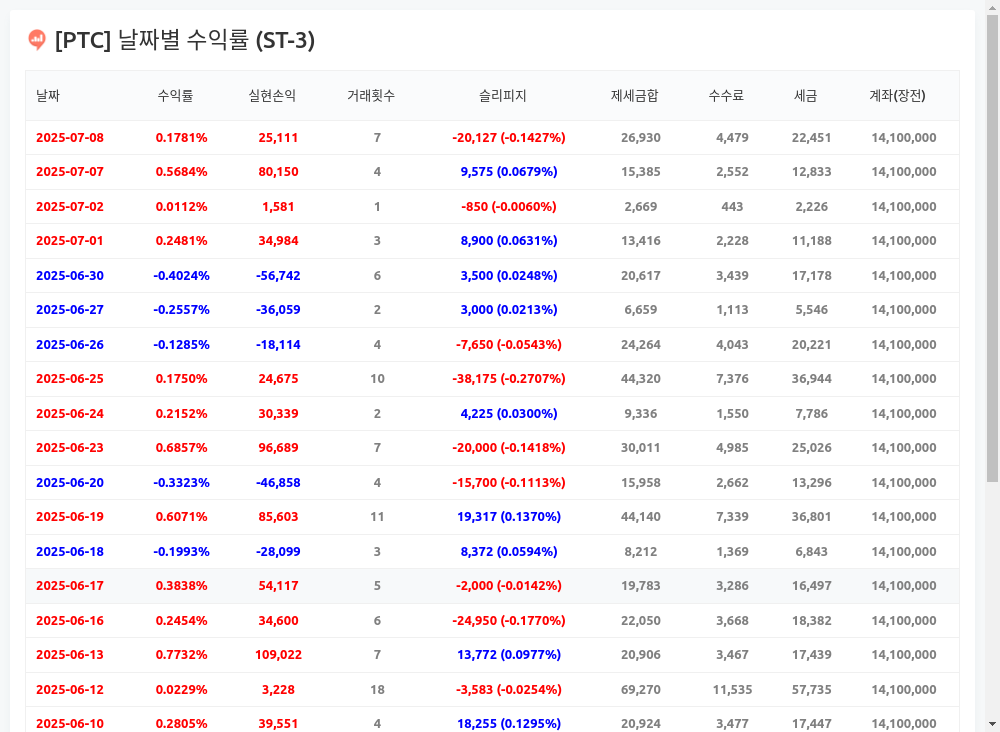 [PTC] 날짜별 수익률 (ST-3)
날짜 수익률 실현손익 거래횟수 슬리피지 제세금합 수수료 세금 계좌(장전)
2025-07-08 0.1781% 25,111 7 -20,127 (-0.1427%) 26,930 4,479 22,451 14,100,000
2025-07-07 0.5684% 80,150 4 9,575 (0.0679%) 15,385 2,552 12,833 14,100,000
2025-07-02 0.0112% 1,581 1 -850 (-0.0060%) 2,669 443 2,226 14,100,000
2025-07-01 0.2481% 34,984 3 8,900 (0.0631%) 13,416 2,228 11,188 14,100,000
2025-06-30 -0.4024% -56,742 6 3,500 (0.0248%) 20,617 3,439 17,178 14,100,000
2025-06-27 -0.2557% -36,059 2 3,000 (0.0213%) 6,659 1,113 5,546 14,100,000
2025-06-26 -0.1285% -18,114 4 -7,650 (-0.0543%) 24,264 4,043 20,221 14,100,000
2025-06-25 0.1750% 24,675 10 -38,175 (-0.2707%) 44,320 7,376 36,944 14,100,000
2025-06-24 0.2152% 30,339 2 4,225 (0.0300%) 9,336 1,550 7,786 14,100,000
2025-06-23 0.6857% 96,689 7 -20,000 (-0.1418%) 30,011 4,985 25,026 14,100,000
2025-06-20 -0.3323% -46,858 4 -15,700 (-0.1113%) 15,958 2,662 13,296 14,100,000
2025-06-19 0.6071% 85,603 11 19,317 (0.1370%) 44,140 7,339 36,801 14,100,000
2025-06-18 -0.1993% -28,099 3 8,372 (0.0594%) 8,212 1,369 6,843 14,100,000
2025-06-17 0.3838% 54,117 5 -2,000 (-0.0142%) 19,783 3,286 16,497 14,100,000
2025-06-16 0.2454% 34,600 6 -24,950 (-0.1770%) 22,050 3,668 18,382 14,100,000
2025-06-13 0.7732% 109,022 7 13,772 (0.0977%) 20,906 3,467 17,439 14,100,000
2025-06-12 0.0229% 3,228 18 -3,583 (-0.0254%) 69,270 11,535 57,735 14,100,000
2025-06-10 0.2805% 39,551 4 18,255 (0.1295%) 20,924 3,477 17,447 14,100,000